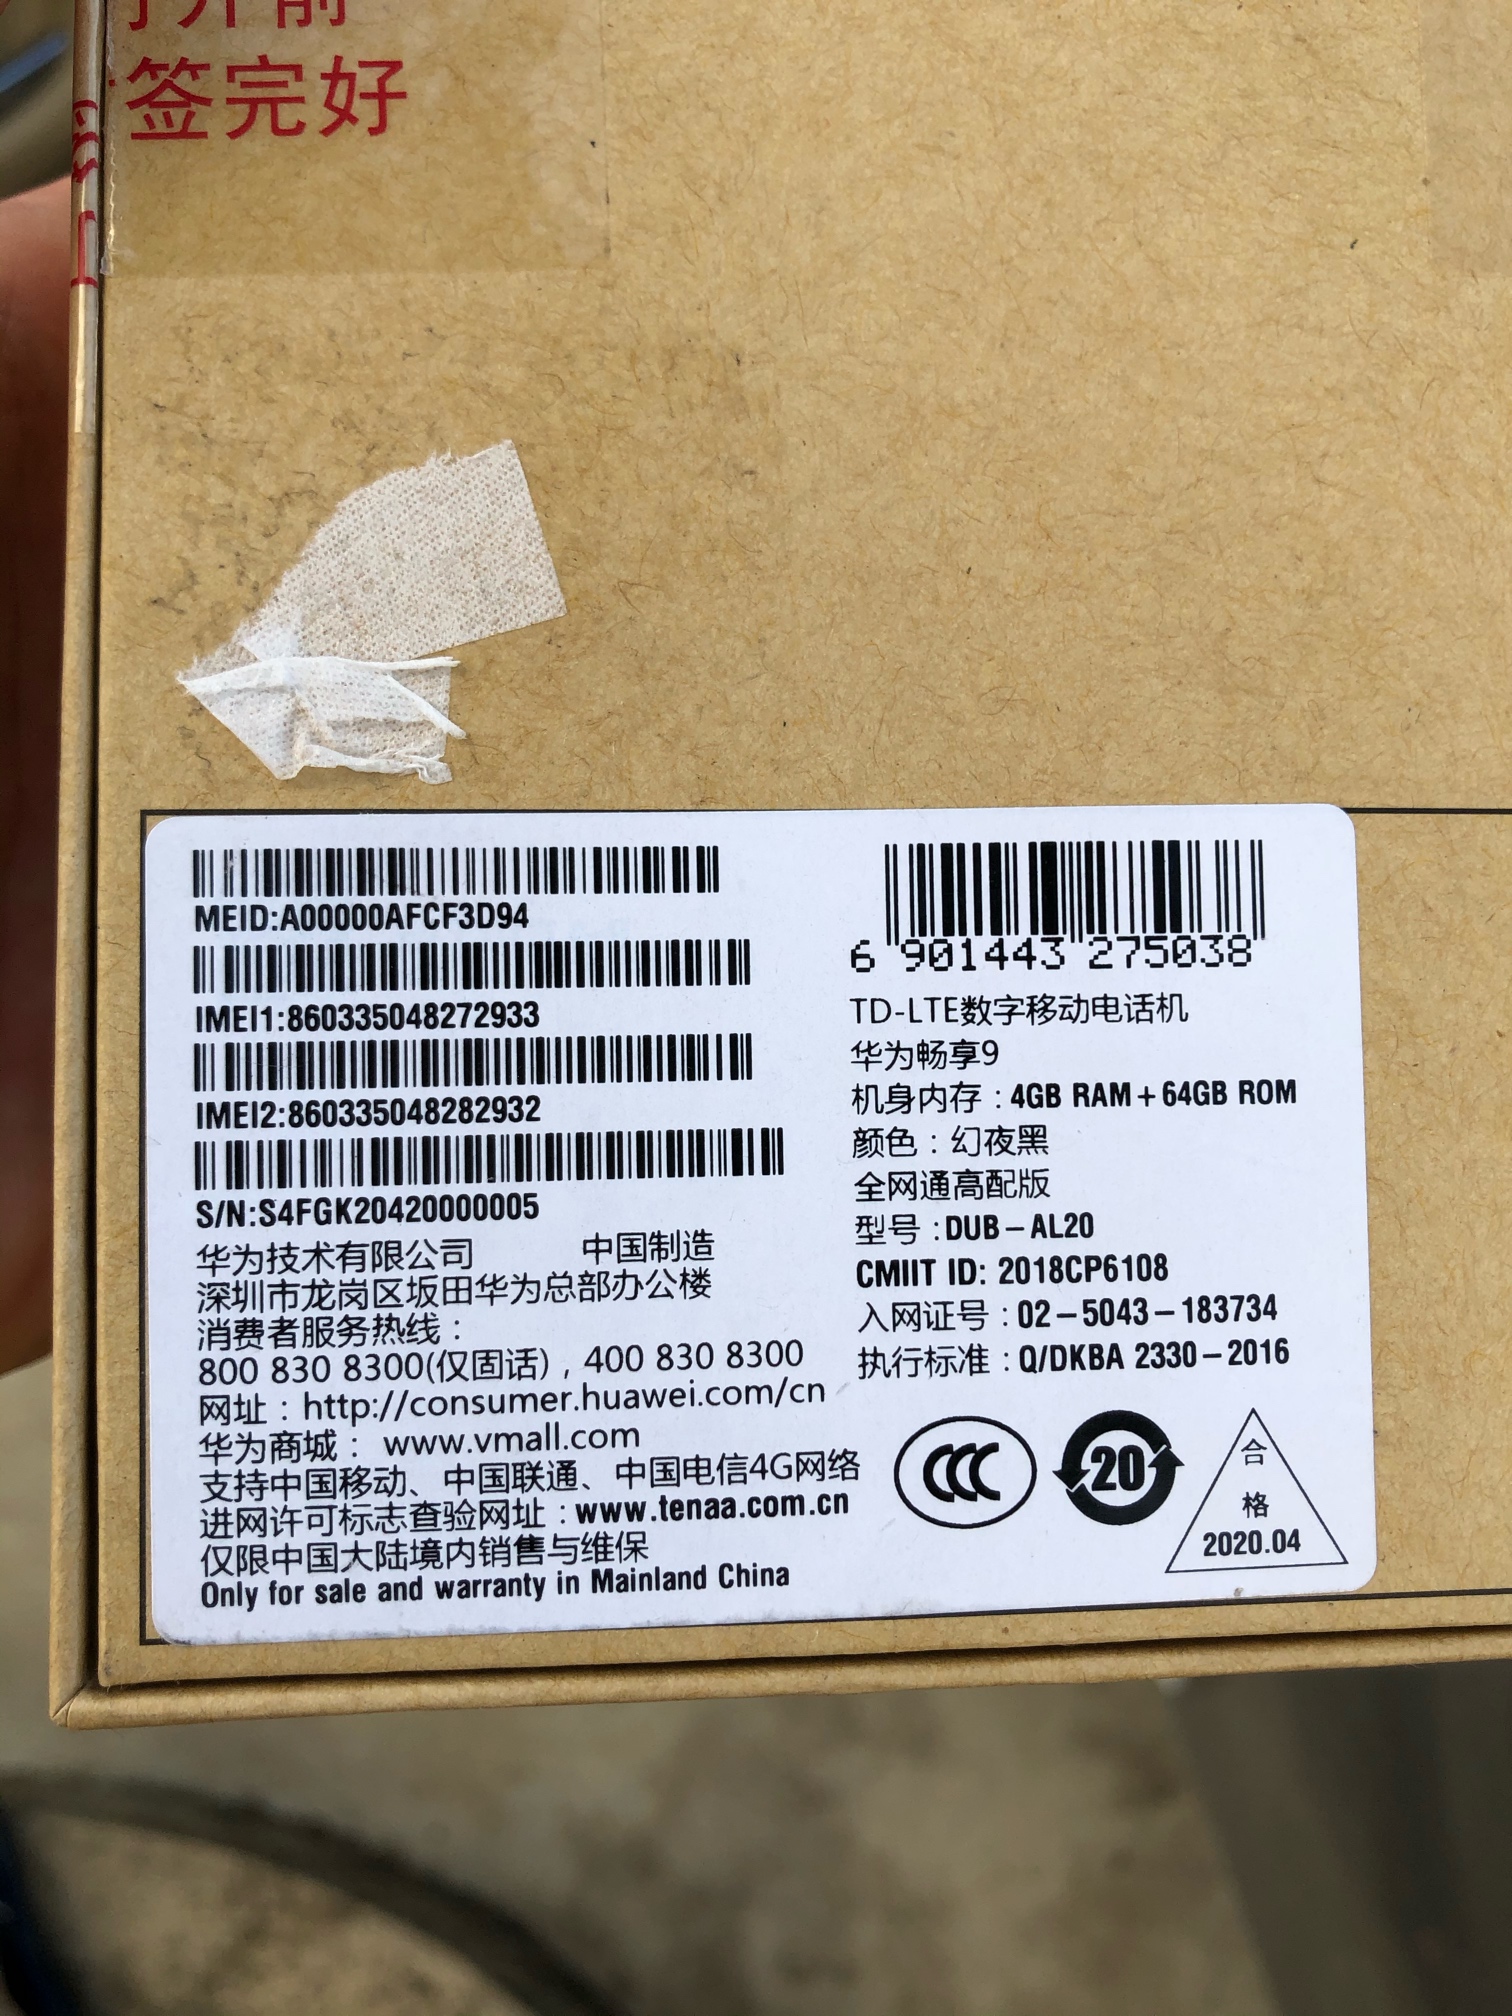 签完好
MEID:A00000AFCF3D94
IMEI1:860335048272933
IMEI2:860335048282932
S/N:S4FGK20420000005
华为技术有限公司 中国制造
深圳市龙岗区坂田华为总部办公楼
消费者服务热线：
800 830 8300(仅固话)，400 830 8300
网址：http://consumer.huawei.com/cn
华为商城： www.vmall.com
支持中国移动、中国联通、中国电信4G网络
进网许可标志查验网址：www.tenaa.com.cn
仅限中国大陆境内销售与维保
Only for sale and warranty in Mainland China
6 901443 275038
TD-LTE数字移动电话机
华为畅享9
机身内存：4GB RAM+64GB ROM
颜色：幻夜黑
全网通高配版
型号：DUB-AL20
CMIIT ID: 2018CP6108
入网证号：02-5043-183734
执行标准：Q/DKBA 2330-2016
CCC
20
合
格
2020.04